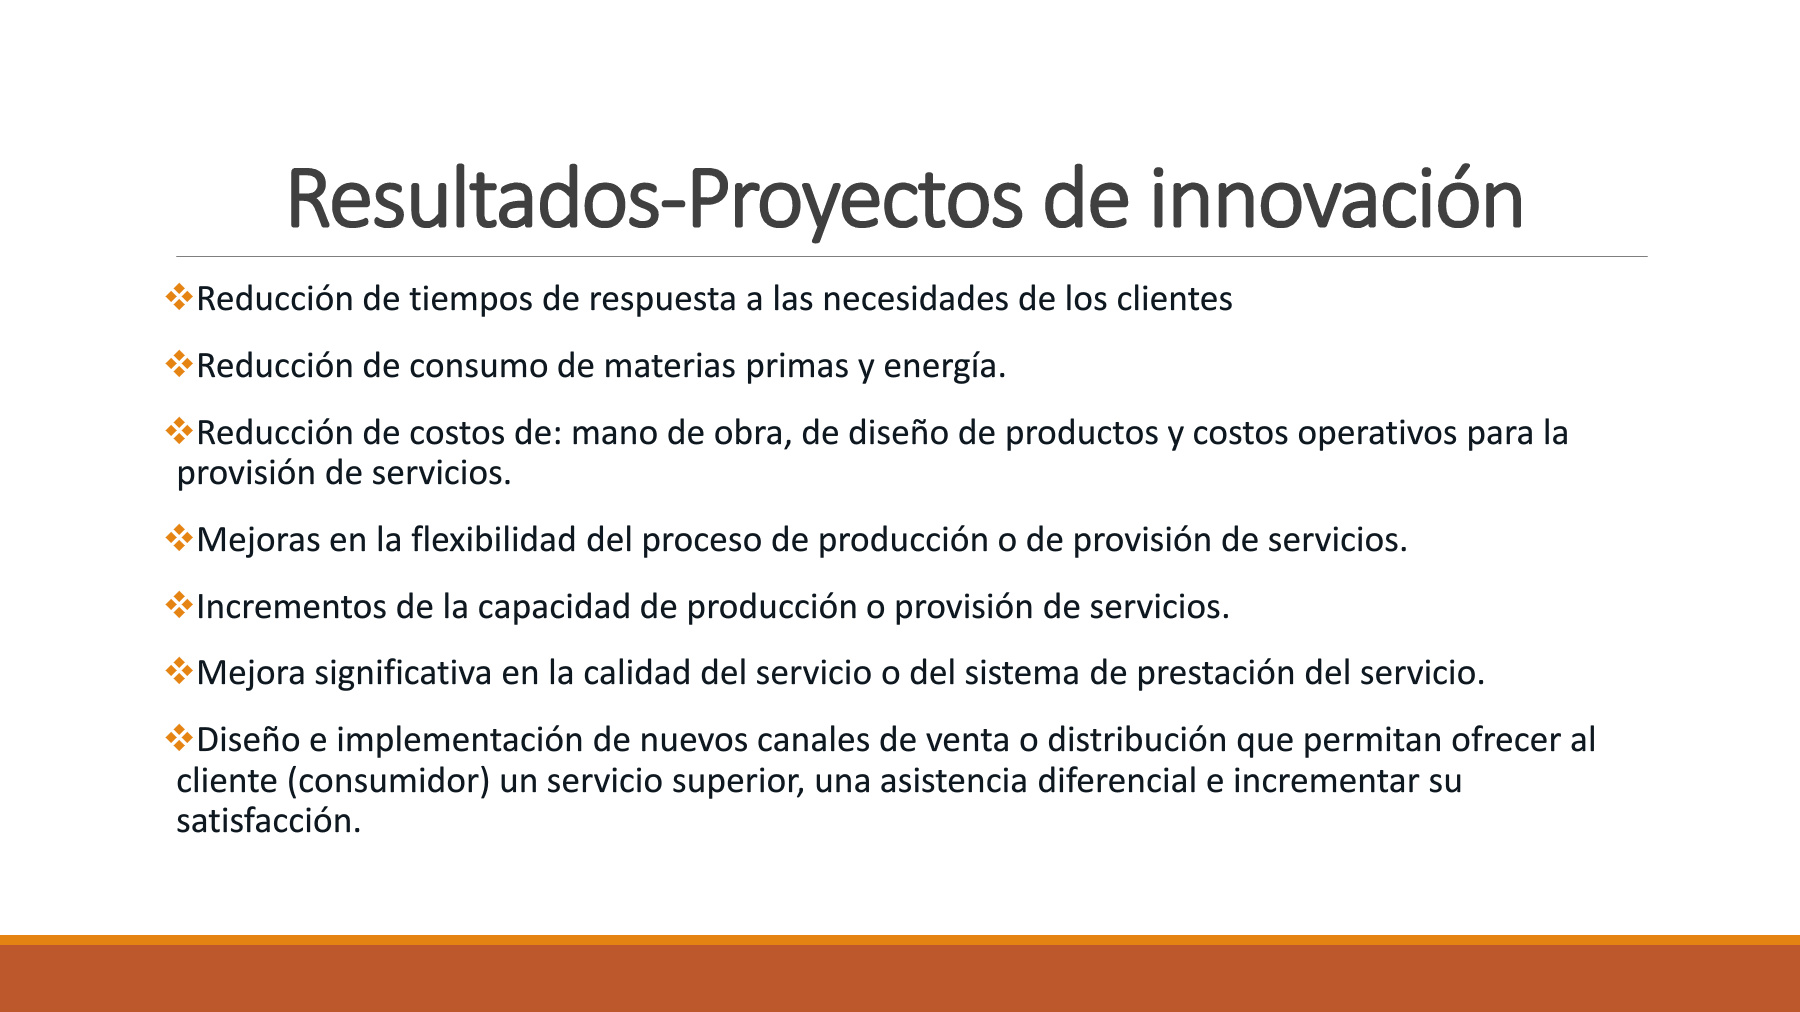 Resultados-Proyectos de innovación
❖Reducción de tiempos de respuesta a las necesidades de los clientes
❖Reducción de consumo de materias primas y energía.
❖Reducción de costos de: mano de obra, de diseño de productos y costos operativos para la
provisión de servicios.
❖Mejoras en la flexibilidad del proceso de producción o de provisión de servicios.
❖Incrementos de la capacidad de producción o provisión de servicios.
❖Mejora significativa en la calidad del servicio o del sistema de prestación del servicio.
❖Diseño e implementación de nuevos canales de venta o distribución que permitan ofrecer al
cliente (consumidor) un servicio superior, una asistencia diferencial e incrementar su
satisfacción.